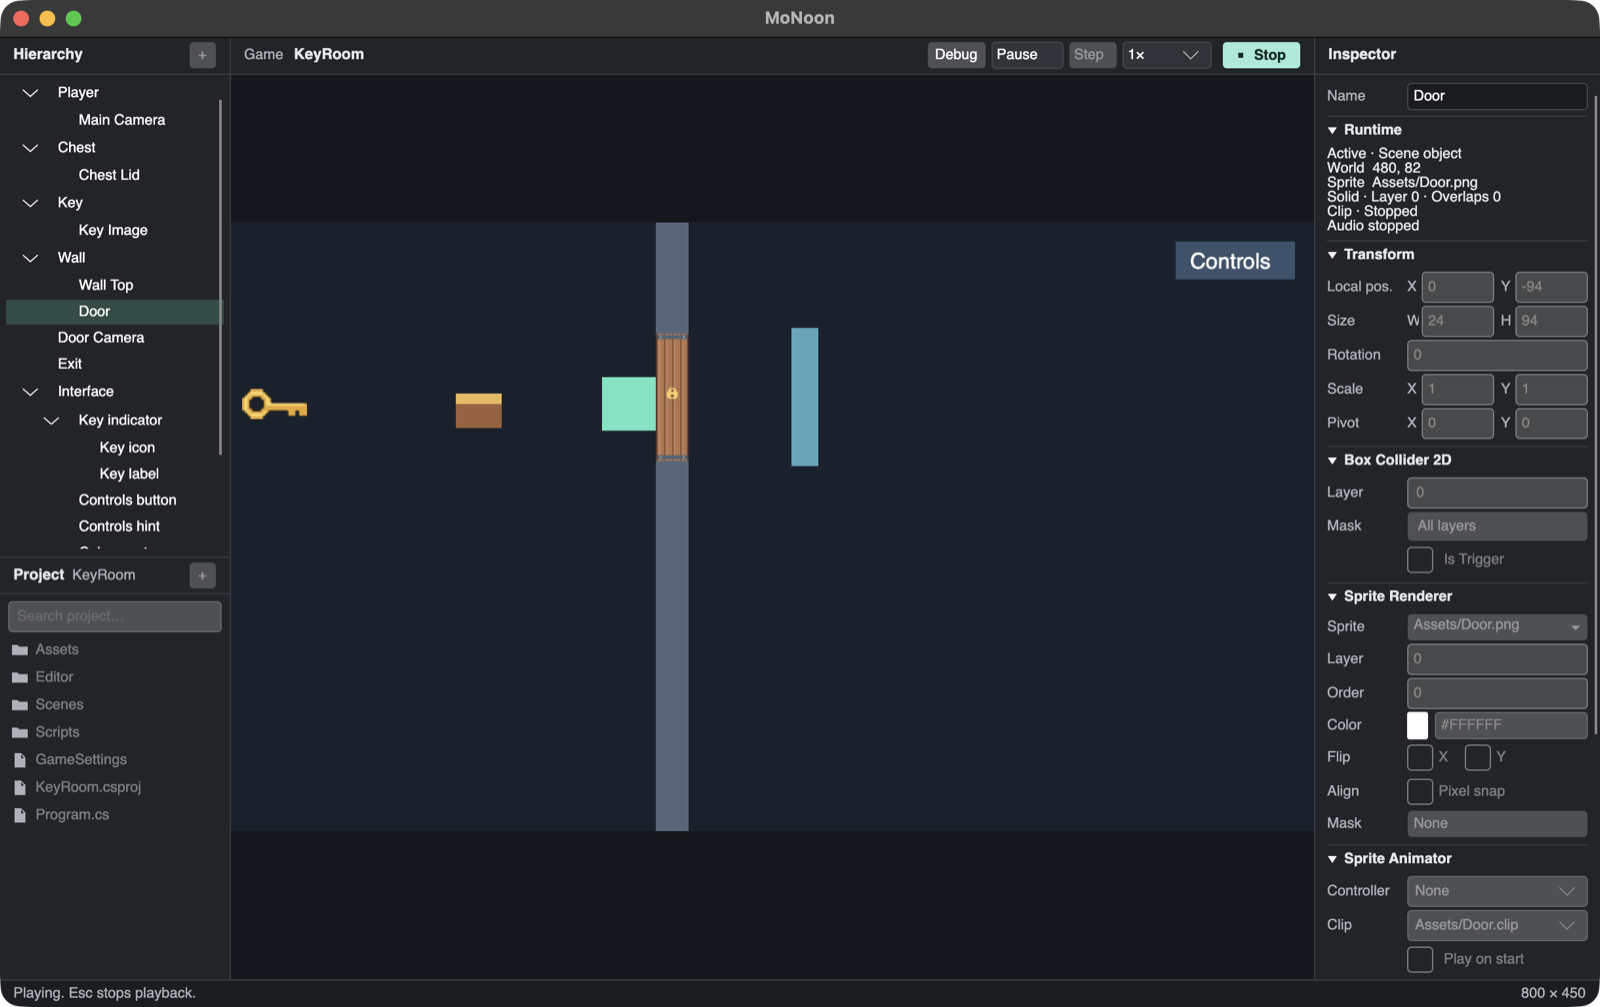 MoNoon
Hierarchy +
Player
Main Camera
Chest
Chest Lid
Key
Key Image
Wall
Wall Top
Door
Door Camera
Exit
Interface
Key indicator
Key icon
Key label
Controls button
Controls hint
Project KeyRoom +
Search project...
Assets
Editor
Scenes
Scripts
GameSettings
KeyRoom.csproj
Program.cs
Game KeyRoom
Debug Pause Step 1× Stop
Controls
Inspector
Name Door
Runtime
Active · Scene object
World 480, 82
Sprite Assets/Door.png
Solid · Layer 0 · Overlaps 0
Clip · Stopped
Audio stopped
Transform
Local pos. X 0 Y -94
Size W 24 H 94
Rotation 0
Scale X 1 Y 1
Pivot X 0 Y 0
Box Collider 2D
Layer 0
Mask All layers
Is Trigger
Sprite Renderer
Sprite Assets/Door.png
Layer 0
Order 0
Color #FFFFFF
Flip X Y
Align Pixel snap
Mask None
Sprite Animator
Controller None
Clip Assets/Door.clip
Play on start
Playing. Esc stops playback.
800 × 450